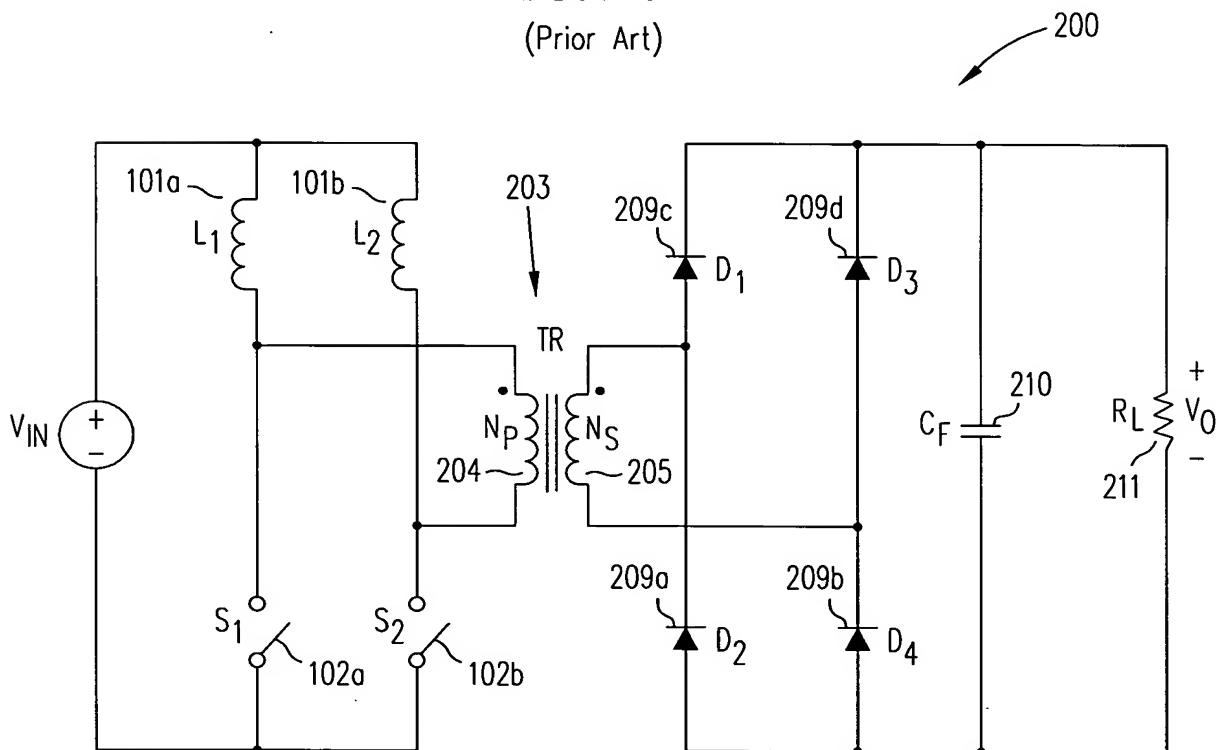 (Prior Art)
200
101a
101b
203
209c
209d
L1
L2
D1
D3
TR
+
VIN
+
-
NP
NS
204
205
CF
210
RL
VO
211
-
209a
209b
S1
S2
D2
D4
102a
102b